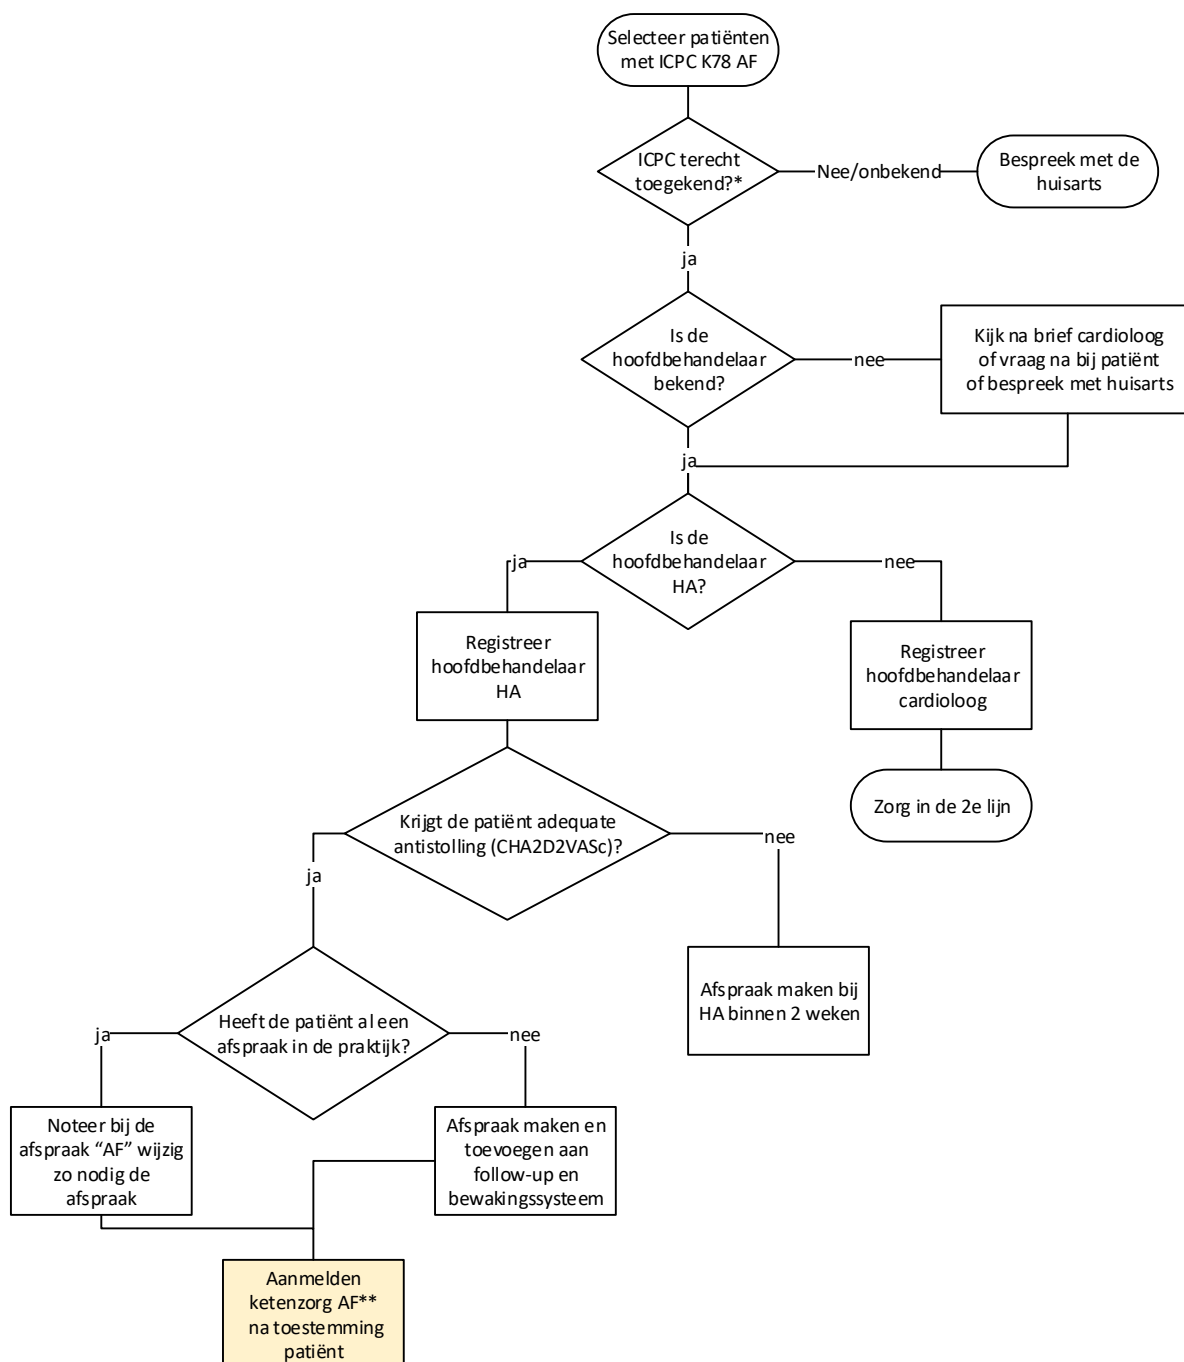 Selecteer patiënten
met ICPC K78 AF
ICPC terecht
toegekend?*
Nee/onbekend
Bespreek met de
huisarts
ja
Is de
hoofdbehandelaar
bekend?
nee
Kijk na brief cardioloog
of vraag na bij patiënt
of bespreek met huisarts
ja
Is de
hoofdbehandelaar
HA?
ja
nee
Registreer
hoofdbehandelaar
HA
Registreer
hoofdbehandelaar
cardioloog
Zorg in de 2e lijn
Krijgt de patiënt adequate
antistolling (CHA2D2VASc)?
nee
ja
Afspraak maken bij
HA binnen 2 weken
Heeft de patiënt al een
afspraak in de praktijk?
ja
nee
Noteer bij de
afspraak “AF” wijzig
zo nodig de
afspraak
Afspraak maken en
toevoegen aan
follow-up en
bewakingssysteem
Aanmelden
ketenzorg AF**
na toestemming
patiënt